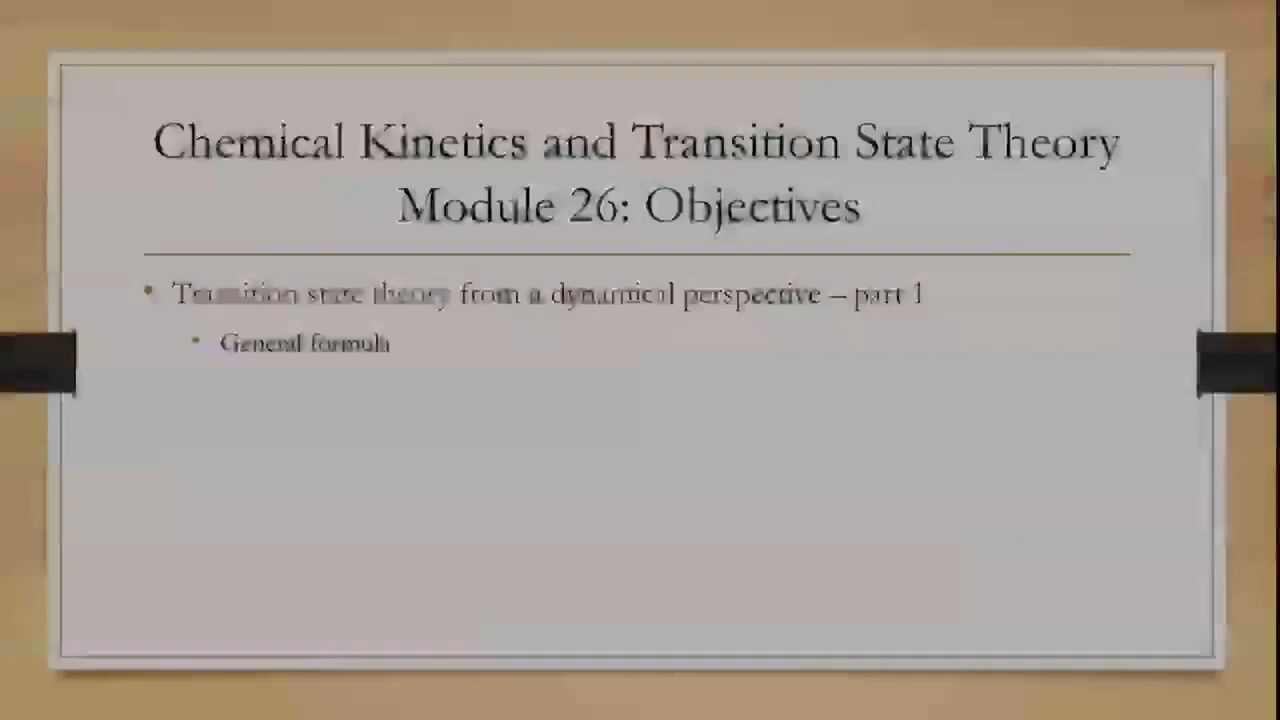 Chemical Kinetics and Transition State Theory
Module 26: Objectives
• Transition state theory from a dynamical perspective – part 1
• General formula